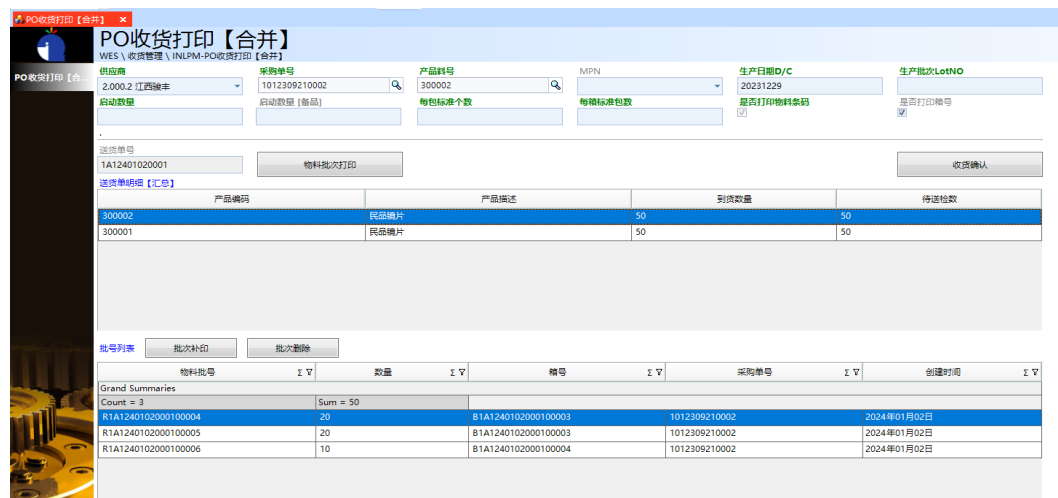 PO收货打印【合并】 ×
PO收货打印【合并】
WES \ 收货管理 \ INLPM-PO收货打印【合并】
PO收货打印【合...
供应商 采购单号 产品料号 MPN 生产日期D/C 生产批次LotNO
2.000.2 江西骏丰 1012309210002 300002 20231229
启动数量 启动数量 [备品] 每包标准个数 每箱标准包数 是否打印物料条码 是否打印箱号
.
送货单号
1A12401020001 物料批次打印 收货确认
送货单明细【汇总】
产品编码 产品描述 到货数量 待送检数
300002 民品镜片 50 50
300001 民品镜片 50 50
批号列表 批次补印 批次删除
物料批号 Σ 数量 Σ 箱号 Σ 采购单号 Σ 创建时间 Σ
Grand Summaries
Count = 3 Sum = 50
R1A1240102000100004 20 B1A1240102000100003 1012309210002 2024年01月02日
R1A1240102000100005 20 B1A1240102000100003 1012309210002 2024年01月02日
R1A1240102000100006 10 B1A1240102000100004 1012309210002 2024年01月02日